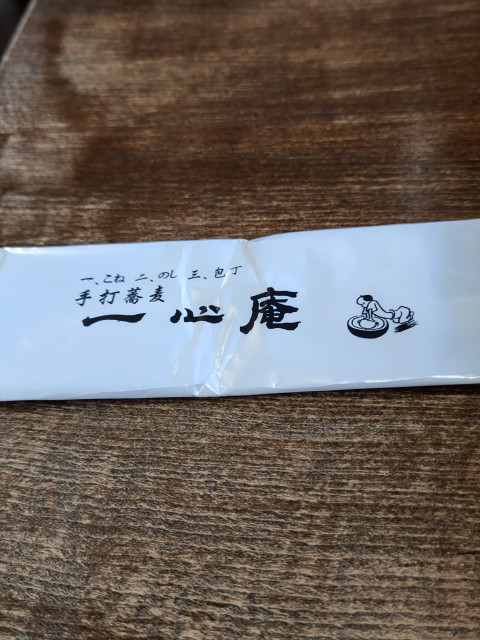 一、こね 二、のし 三、包丁
手打蕎麦
一心庵